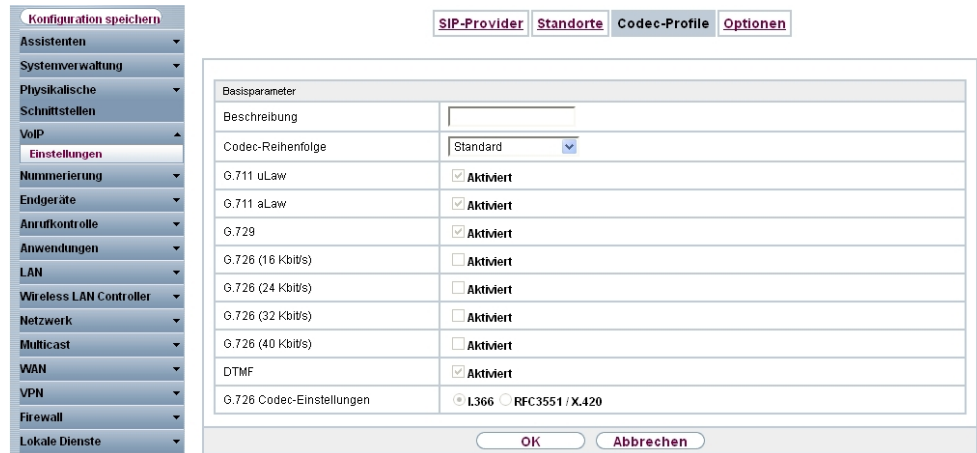 Konfiguration speichern
Assistenten
Systemverwaltung
Physikalische
Schnittstellen
VoIP
Einstellungen
Nummerierung
Endgeräte
Anrufkontrolle
Anwendungen
LAN
Wireless LAN Controller
Netzwerk
Multicast
WAN
VPN
Firewall
Lokale Dienste
SIP-Provider Standorte Codec-Profile Optionen
Basisparameter
Beschreibung
Codec-Reihenfolge Standard
G.711 uLaw Aktiviert
G.711 aLaw Aktiviert
G.729 Aktiviert
G.726 (16 Kbit/s) Aktiviert
G.726 (24 Kbit/s) Aktiviert
G.726 (32 Kbit/s) Aktiviert
G.726 (40 Kbit/s) Aktiviert
DTMF Aktiviert
G.726 Codec-Einstellungen I.366 RFC3551 / X.420
OK Abbrechen